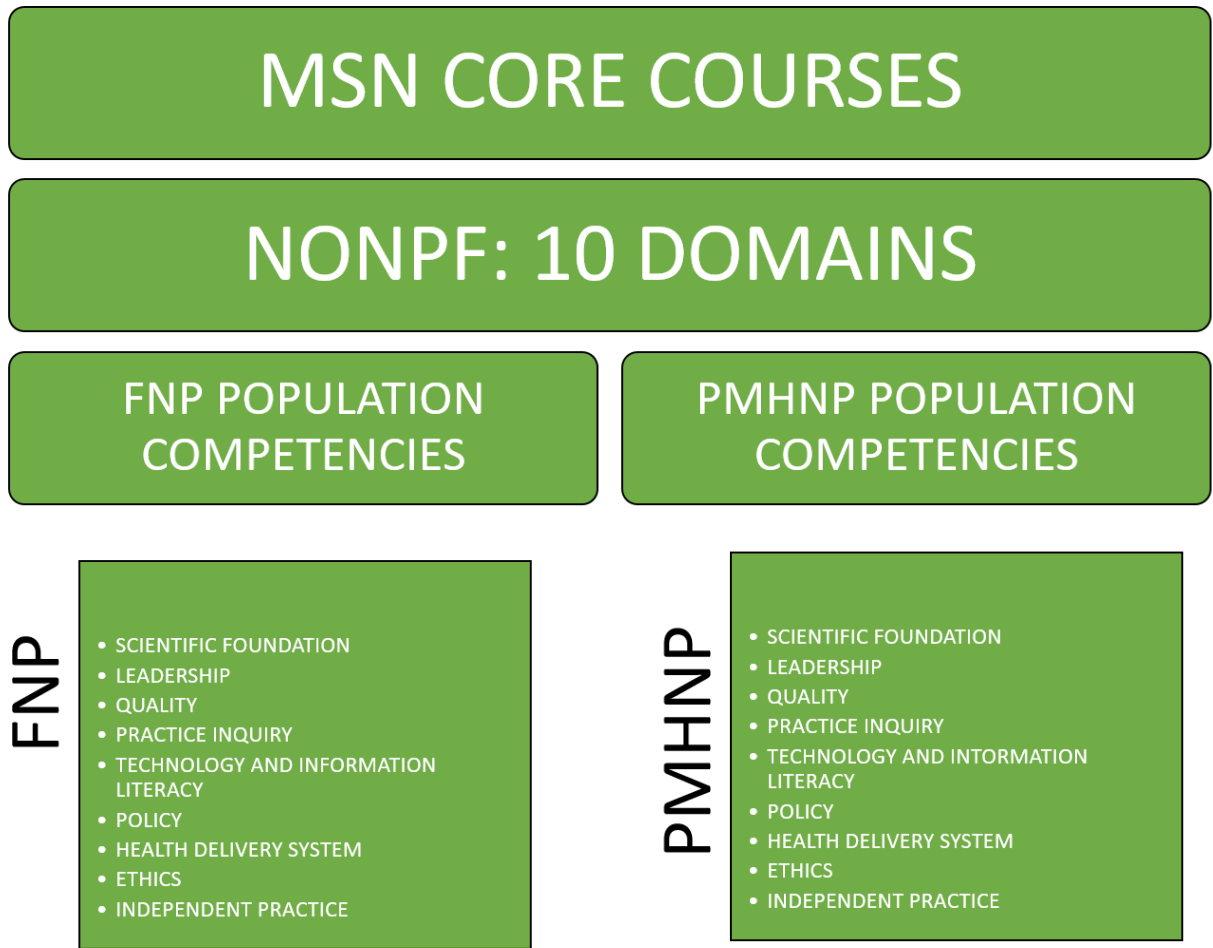 MSN CORE COURSES
NONPF: 10 DOMAINS
FNP POPULATION
COMPETENCIES
PMHNP POPULATION
COMPETENCIES
FNP
• SCIENTIFIC FOUNDATION
• LEADERSHIP
• QUALITY
• PRACTICE INQUIRY
• TECHNOLOGY AND INFORMATION
LITERACY
• POLICY
• HEALTH DELIVERY SYSTEM
• ETHICS
• INDEPENDENT PRACTICE
PMHNP
• SCIENTIFIC FOUNDATION
• LEADERSHIP
• QUALITY
• PRACTICE INQUIRY
• TECHNOLOGY AND INTORMATION
LITERACY
• POLICY
• HEALTH DELIVERY SYSTEM
• ETHICS
• INDEPENDENT PRACTICE